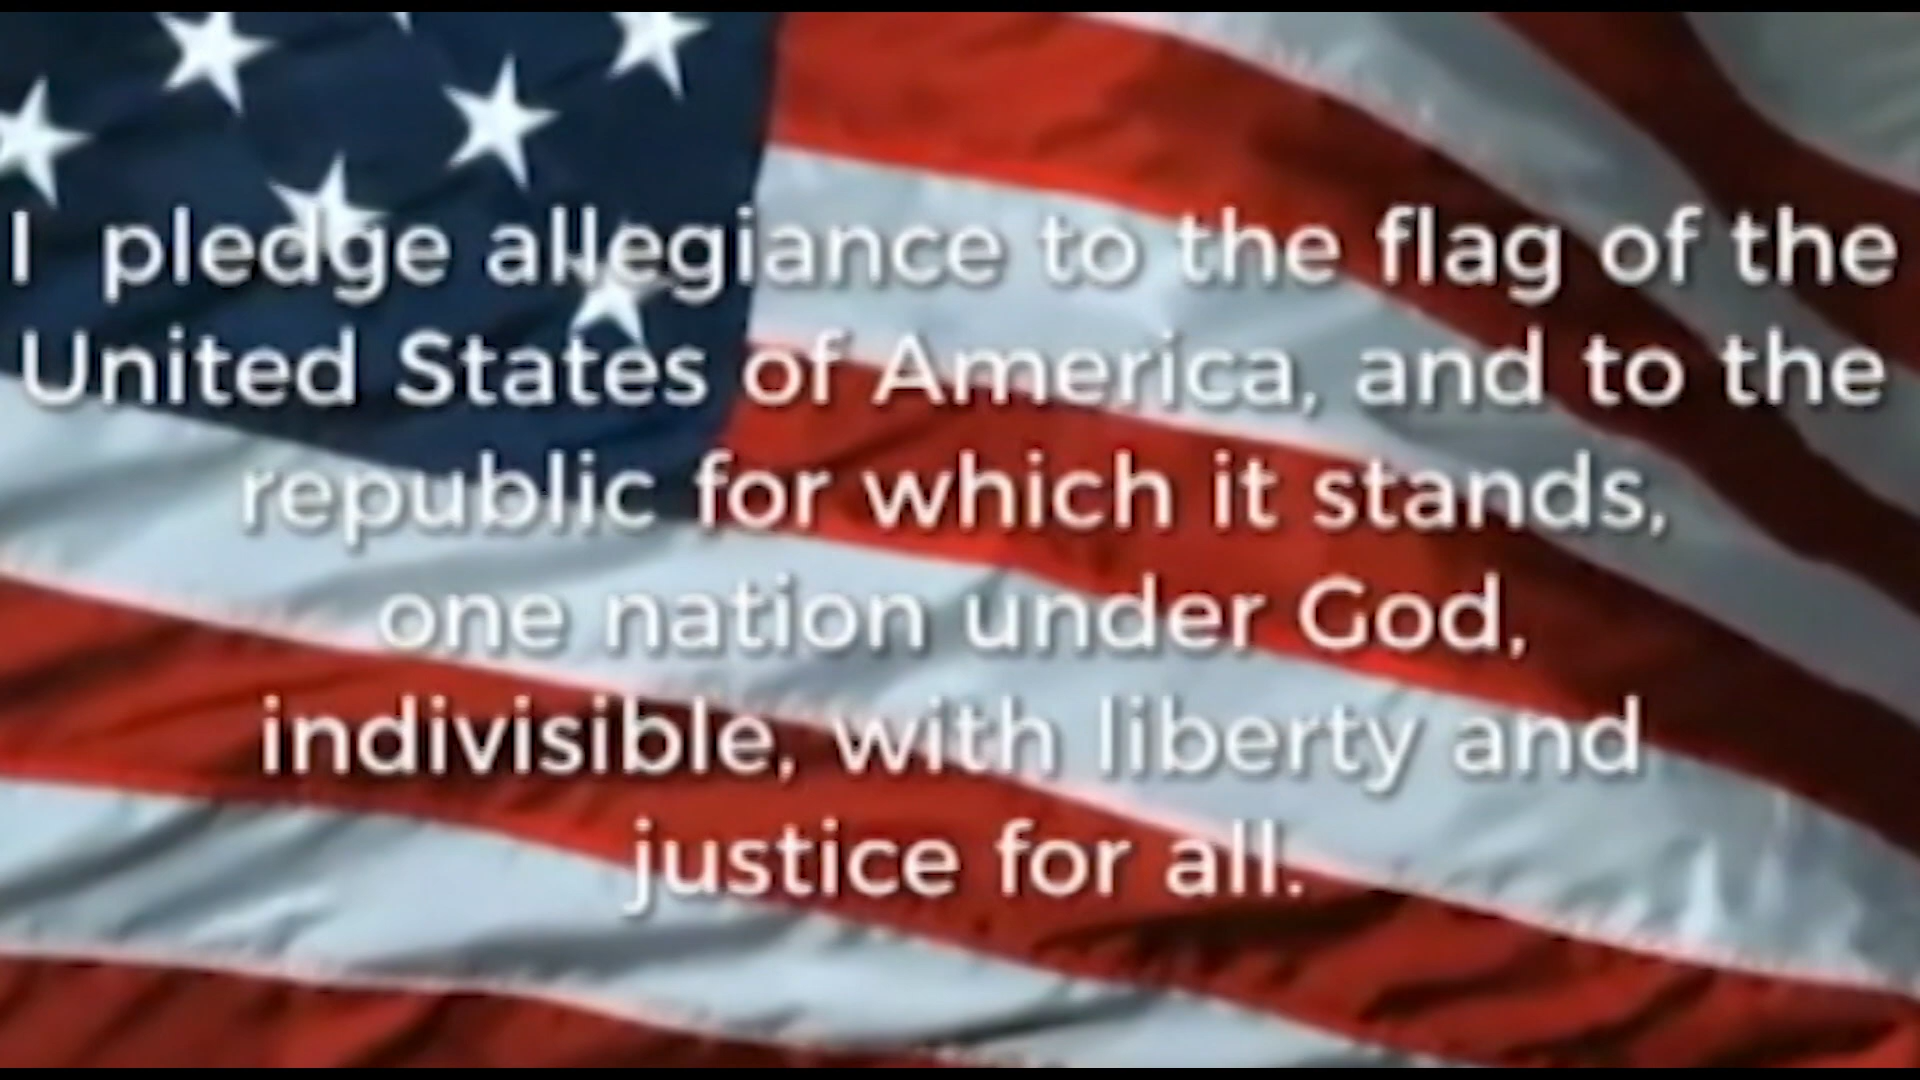 I pledge allegiance to the flag of the
United States of America, and to the
republic for which it stands,
one nation under God,
indivisible, with liberty and
justice for all.